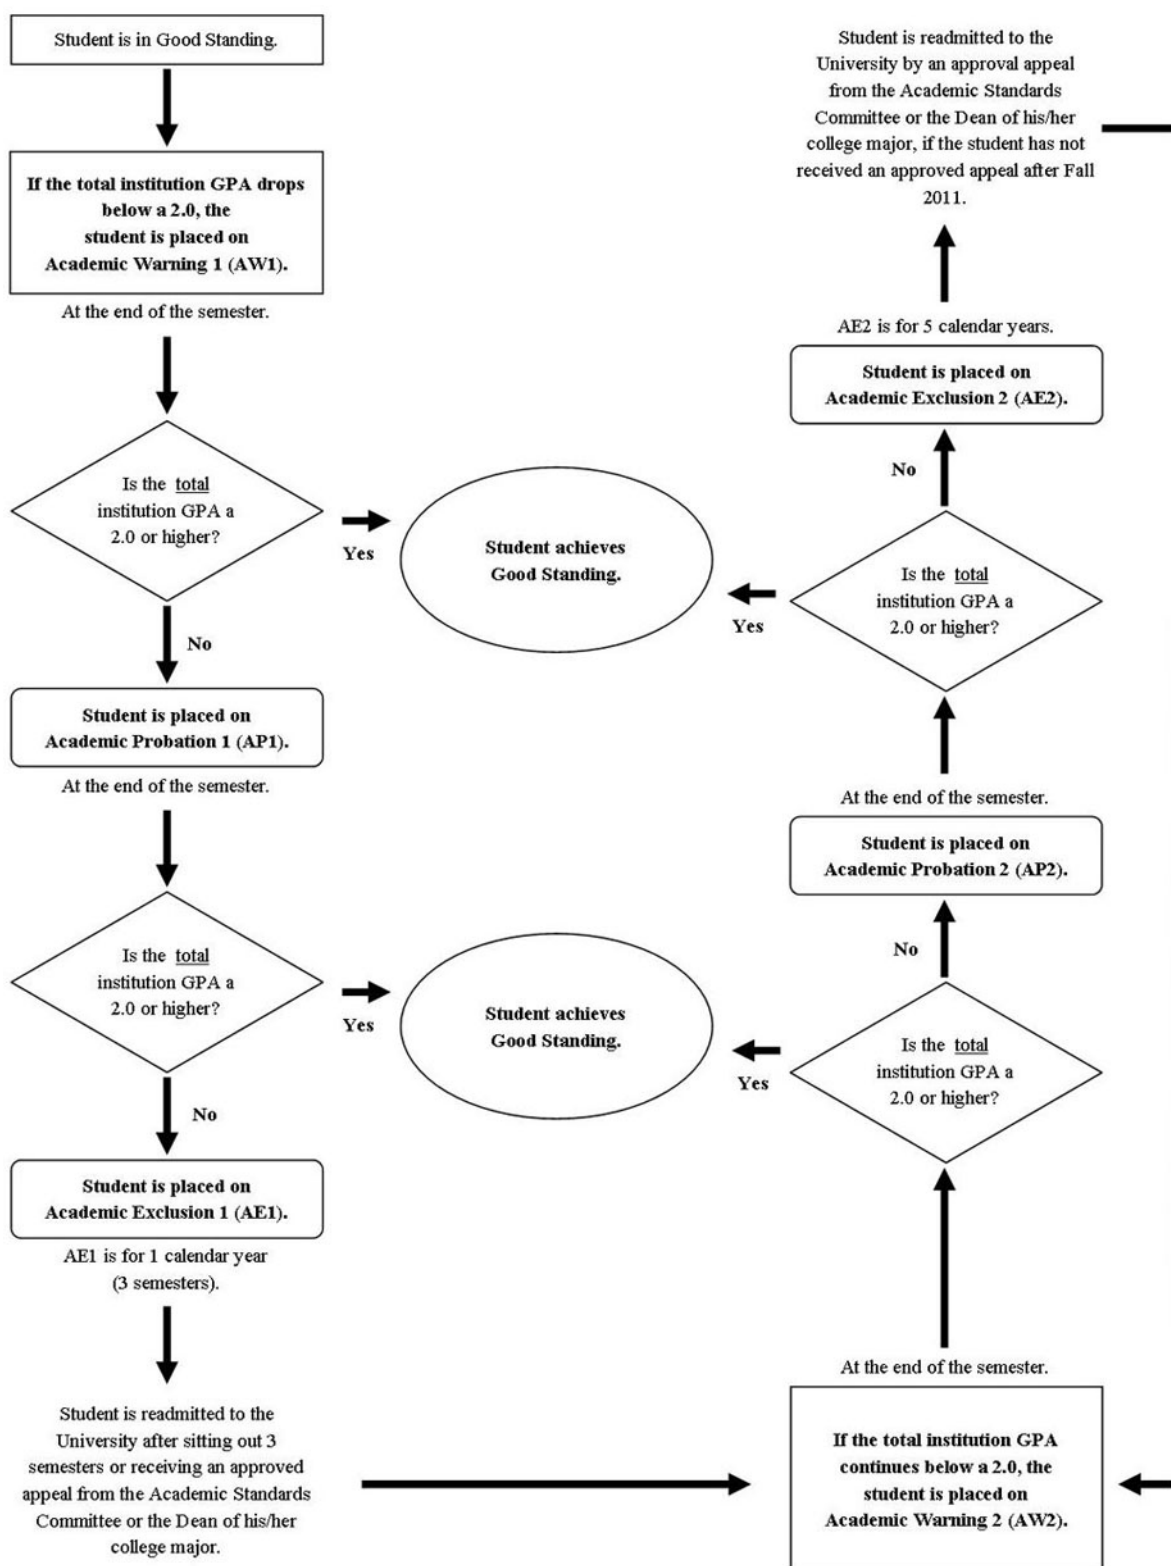 Student is in Good Standing.
If the total institution GPA drops
below a 2.0, the
student is placed on
Academic Warning 1 (AW1).
At the end of the semester.
Is the total
institution GPA a
2.0 or higher?
Yes
Student achieves
Good Standing.
No
Student is placed on
Academic Probation 1 (AP1).
At the end of the semester.
Is the total
institution GPA a
2.0 or higher?
Yes
Student achieves
Good Standing.
No
Student is placed on
Academic Exclusion 1 (AE1).
AE1 is for 1 calendar year
(3 semesters).
Student is readmitted to the
University after sitting out 3
semesters or receiving an approved
appeal from the Academic Standards
Committee or the Dean of his/her
college major.
If the total institution GPA
continues below a 2.0, the
student is placed on
Academic Warning 2 (AW2).
At the end of the semester.
Is the total
institution GPA a
2.0 or higher?
Yes
No
Student is placed on
Academic Probation 2 (AP2).
At the end of the semester.
Is the total
institution GPA a
2.0 or higher?
Yes
No
Student is placed on
Academic Exclusion 2 (AE2).
AE2 is for 5 calendar years.
Student is readmitted to the
University by an approval appeal
from the Academic Standards
Committee or the Dean of his/her
college major, if the student has not
received an approved appeal after Fall
2011.